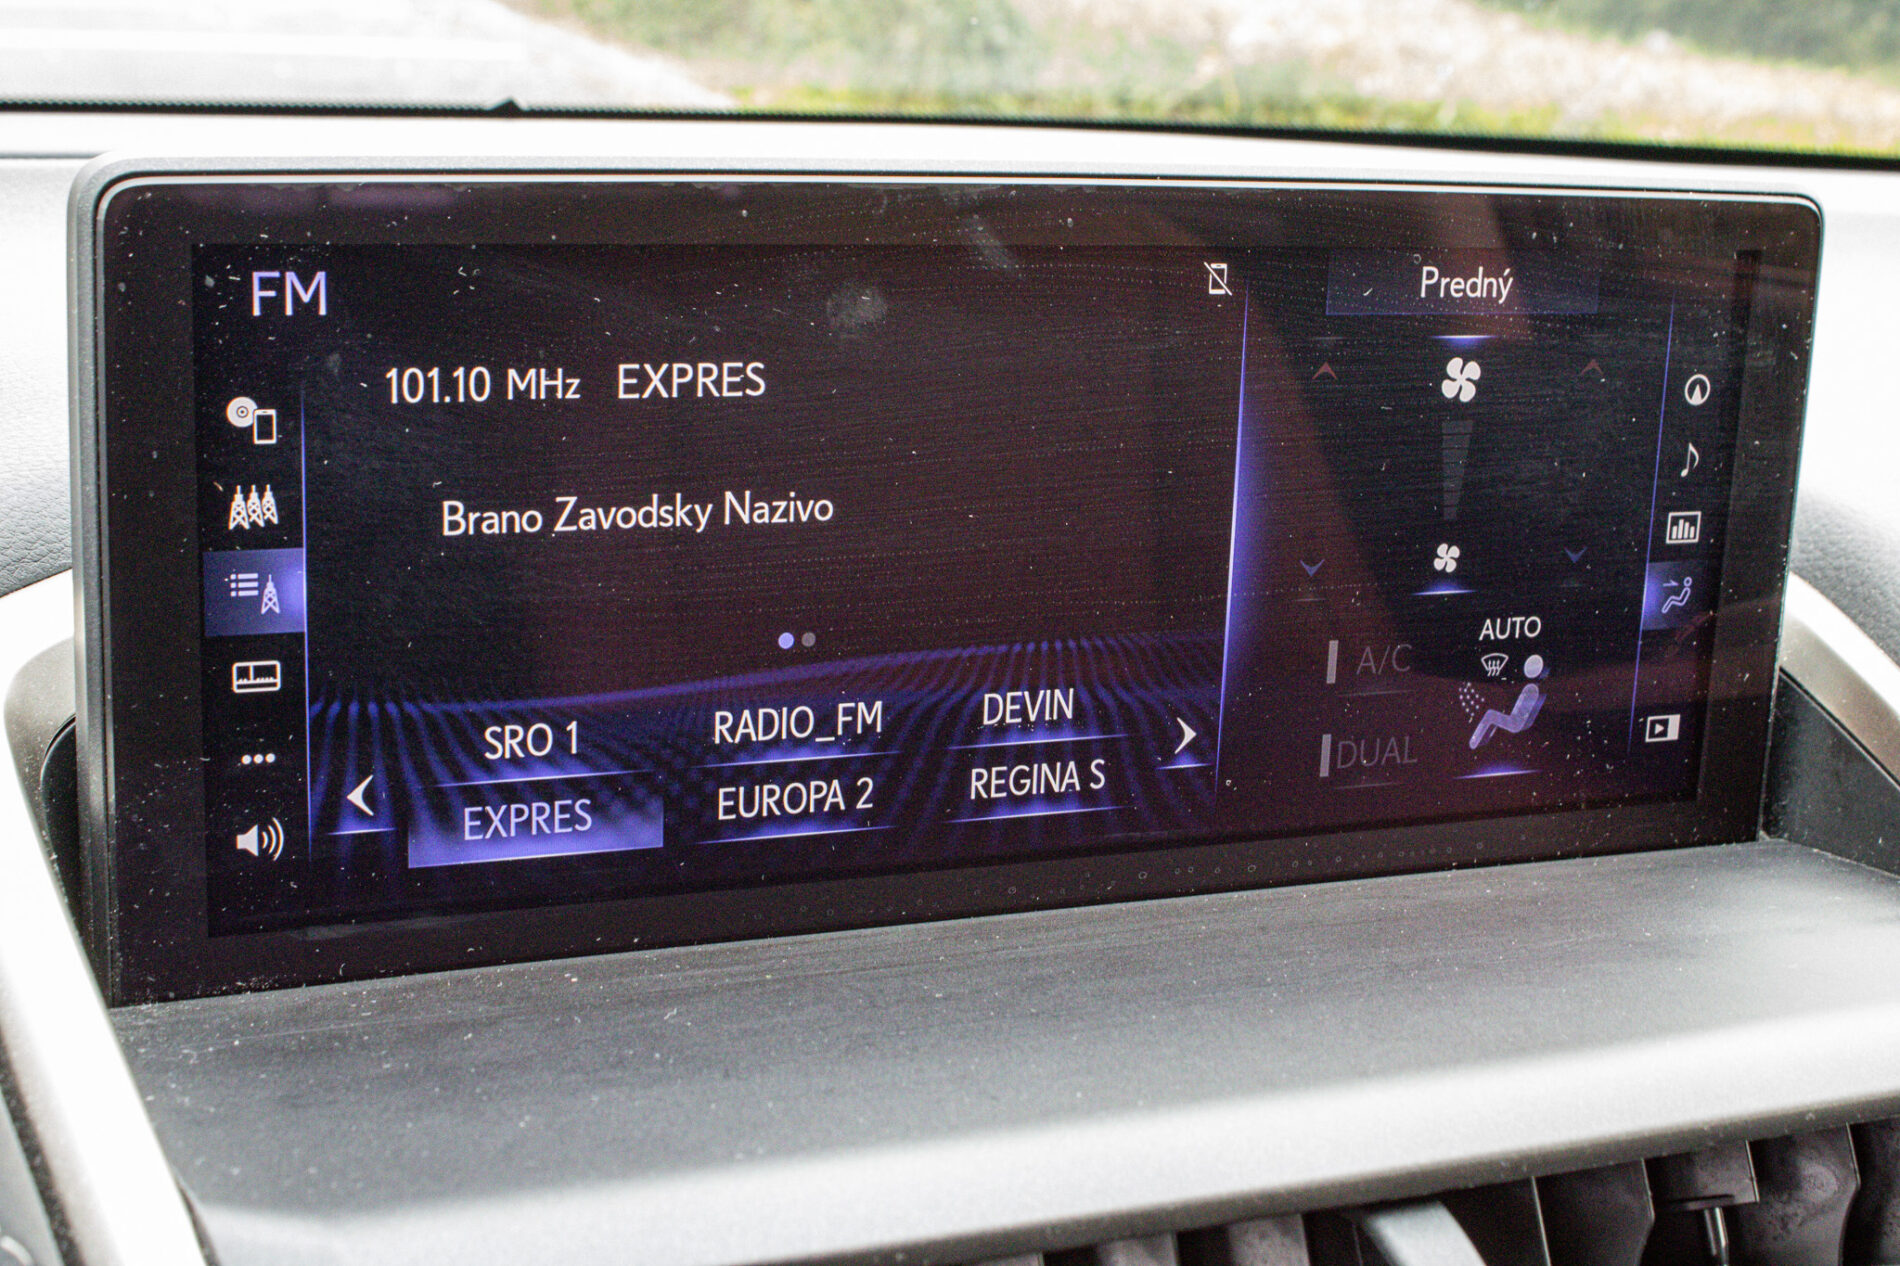 FM
101.10 MHz EXPRES
Brano Zavodsky Nazivo
SRO 1 RADIO_FM DEVIN
EXPRES EUROPA 2 REGINA S
Predný
AUTO
A/C
DUAL